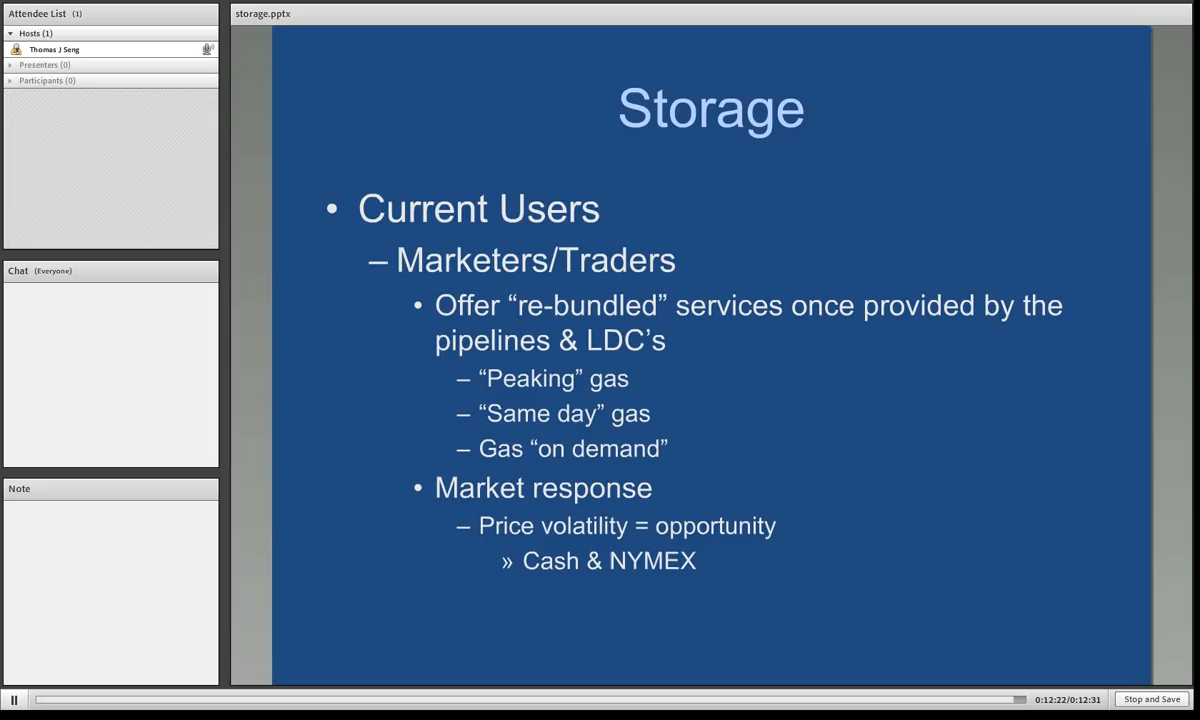 Attendee List (1)
Hosts (1)
Thomas J Seng
Presenters (0)
Participants (0)
Chat (Everyone)
Note
storage.pptx
Storage
• Current Users
– Marketers/Traders
• Offer “re-bundled” services once provided by the
pipelines & LDC’s
– “Peaking” gas
– “Same day” gas
– Gas “on demand”
• Market response
– Price volatility = opportunity
» Cash & NYMEX
0:12:22/0:12:31
Stop and Save